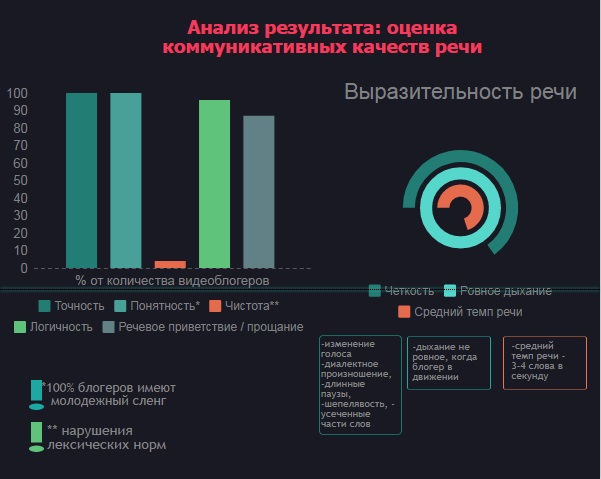 Анализ результата: оценка
коммуникативных качеств речи
Выразительность речи
100
90
80
70
60
50
40
30
20
10
0
% от количества видеоблогеров
Точность
Понятность*
Чистота**
Логичность
Речевое приветствие / прощание
Четкость
Ровное дыхание
Средний темп речи
-изменение
голоса
-диалектное
произношение,
-длинные
паузы,
-шепелявость, -
усеченные
части слов
-дыхание не
ровное, когда
блогер в
движении
-средний
темп речи -
3-4 слова в
секунду
*100% блогеров имеют
молодежный сленг
** нарушения
лексических норм